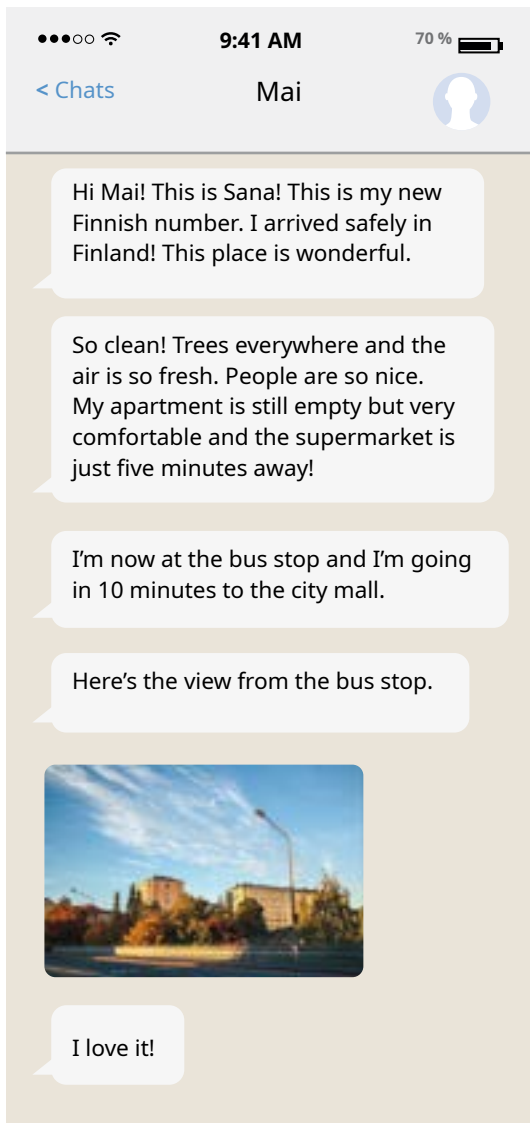 9:41 AM
70 %
< Chats
Mai
Hi Mai! This is Sana! This is my new
Finnish number. I arrived safely in
Finland! This place is wonderful.
So clean! Trees everywhere and the
air is so fresh. People are so nice.
My apartment is still empty but very
comfortable and the supermarket is
just five minutes away!
I’m now at the bus stop and I’m going
in 10 minutes to the city mall.
Here’s the view from the bus stop.
I love it!